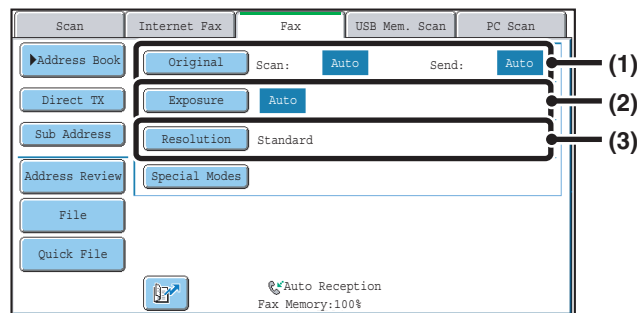 Scan Internet Fax Fax USB Mem. Scan PC Scan
Address Book Original Scan: Auto Send: Auto (1)
Direct TX Exposure Auto (2)
Sub Address Resolution Standard (3)
Address Review Special Modes
File
Quick File
Auto Reception
Fax Memory:100%